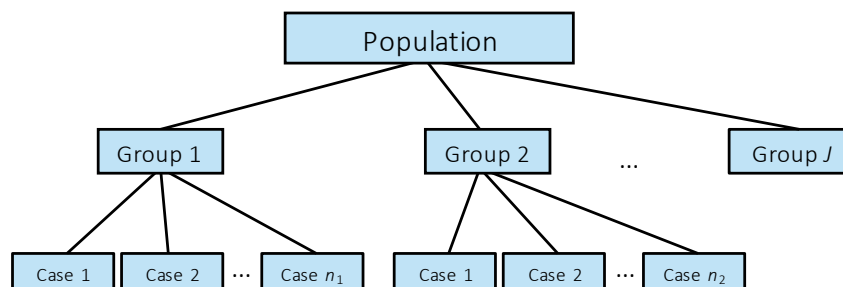 Population
Group 1
Group 2
...
Group J
Case 1
Case 2
...
Case n₁
Case 1
Case 2
...
Case n₂